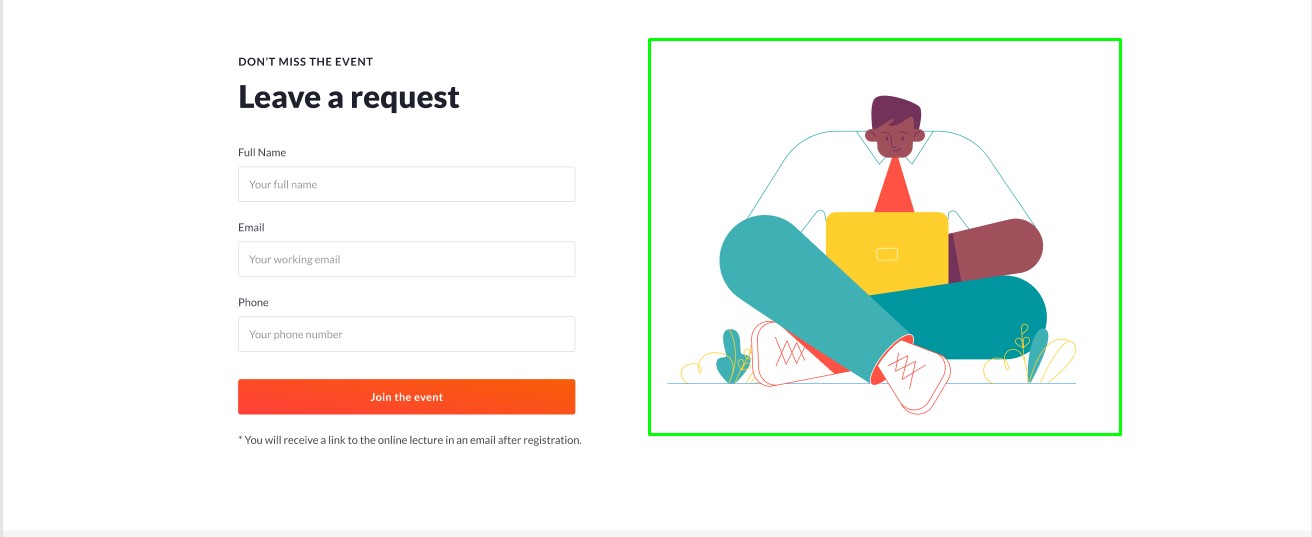 DON'T MISS THE EVENT
Leave a request
Full Name
Your full name
Email
Your working email
Phone
Your phone number
Join the event
* You will receive a link to the online lecture in an email after registration.